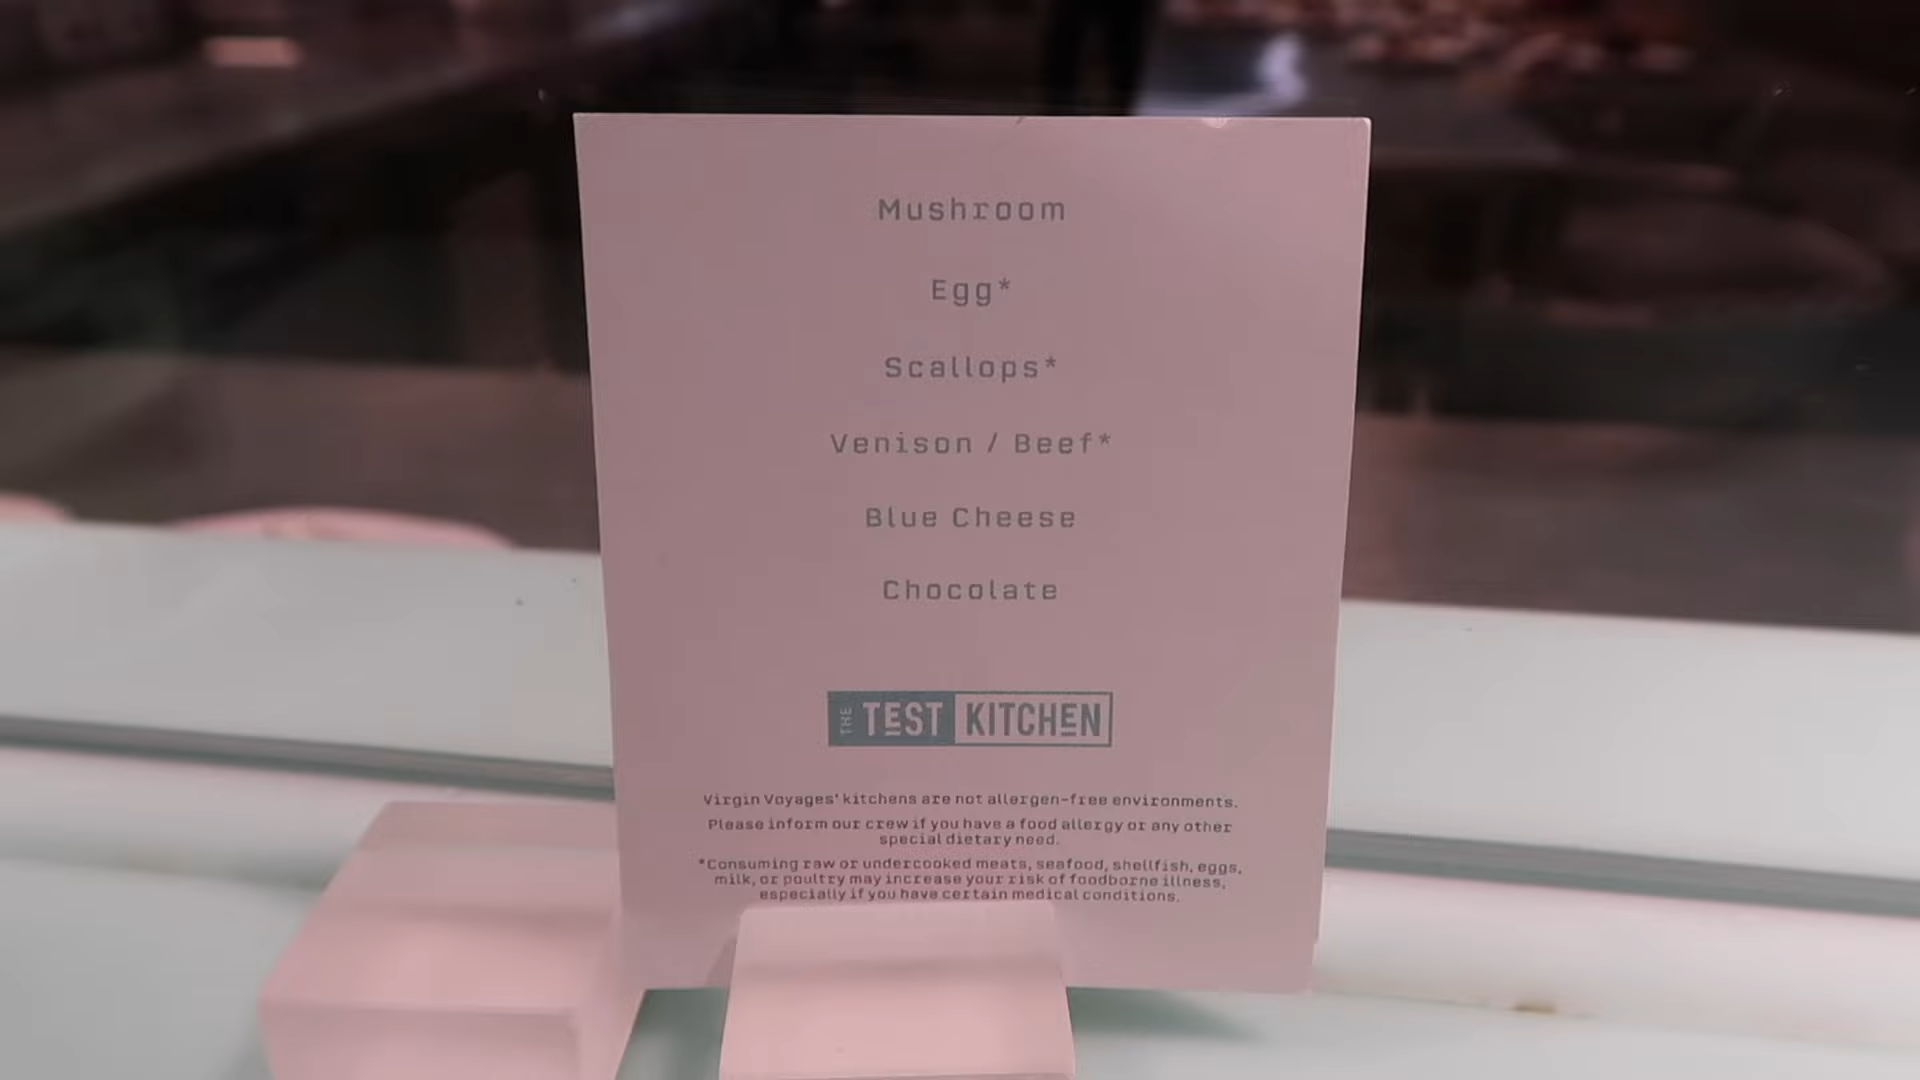 Mushroom
Egg*
Scallops*
Venison / Beef*
Blue Cheese
Chocolate
THE TEST KITCHEN
Virgin Voyages' kitchens are not allergen-free environments.
Please inform our crew if you have a food allergy or any other
special dietary need.
*Consuming raw or undercooked meats, seafood, shellfish, eggs,
milk, or poultry may increase your risk of foodborne illness,
especially if you have certain medical conditions.